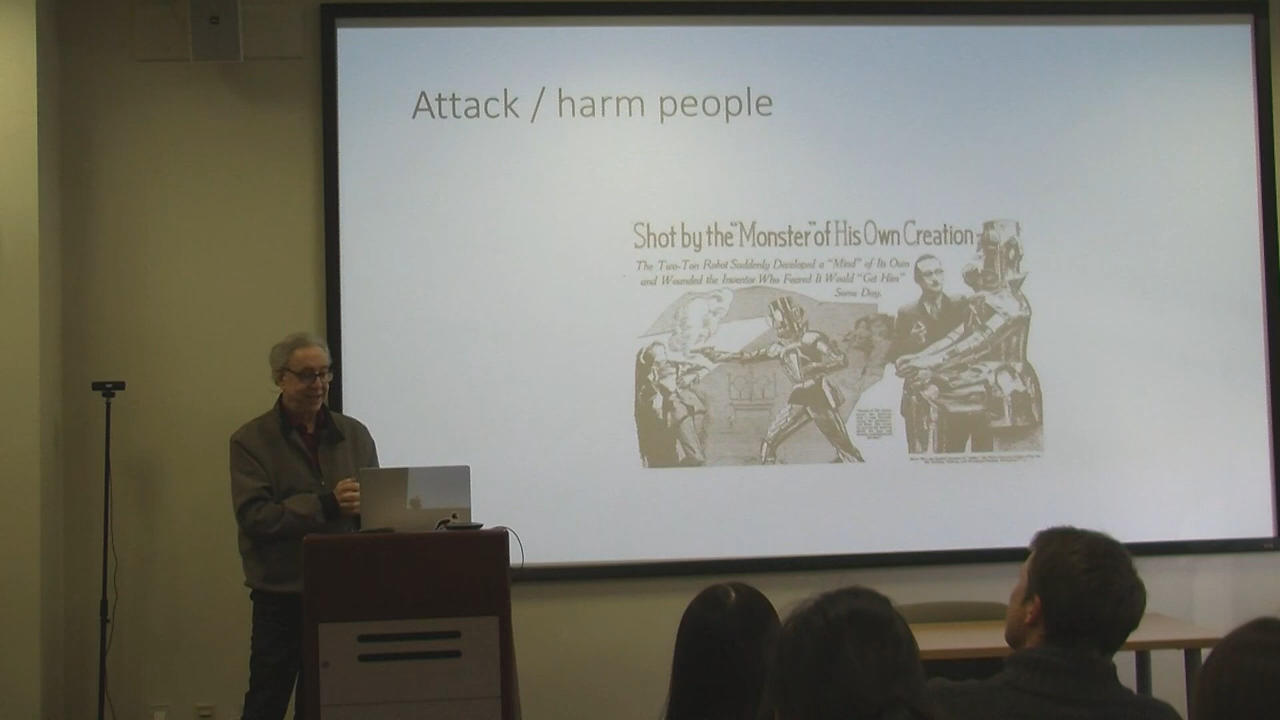 Attack / harm people
Shot by the "Monster" of His Own Creation
The Two-Ton Robot Suddenly Developed a "Mind" of Its Own
and Wounded the Inventor Who Feared It Would "Get Him"
Some Day.